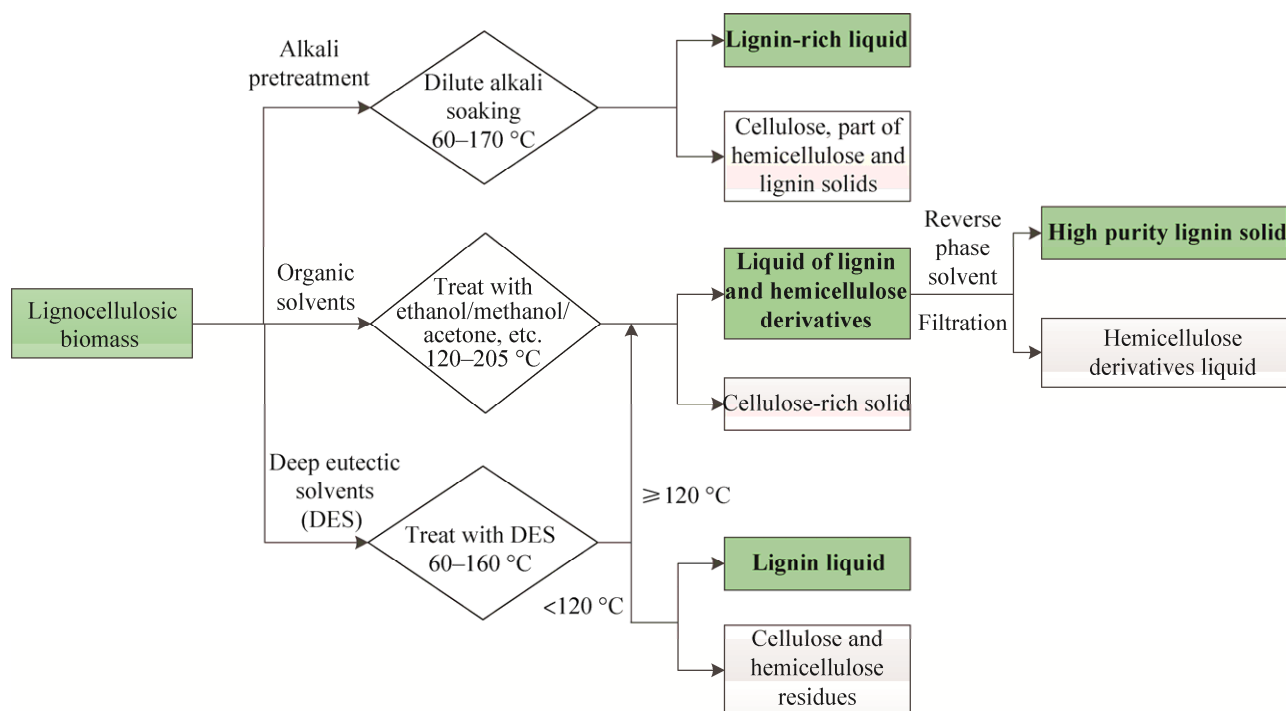 Lignocellulosic
biomass
Alkali
pretreatment
Dilute alkali
soaking
60–170 °C
Lignin-rich liquid
Cellulose, part of
hemicellulose and
lignin solids
Organic
solvents
Treat with
ethanol/methanol/
acetone, etc.
120–205 °C
Liquid of lignin
and hemicellulose
derivatives
Cellulose-rich solid
Reverse
phase
solvent
Filtration
High purity lignin solid
Hemicellulose
derivatives liquid
Deep eutectic
solvents
(DES)
Treat with DES
60–160 °C
⩾120 °C
<120 °C
Lignin liquid
Cellulose and
hemicellulose
residues